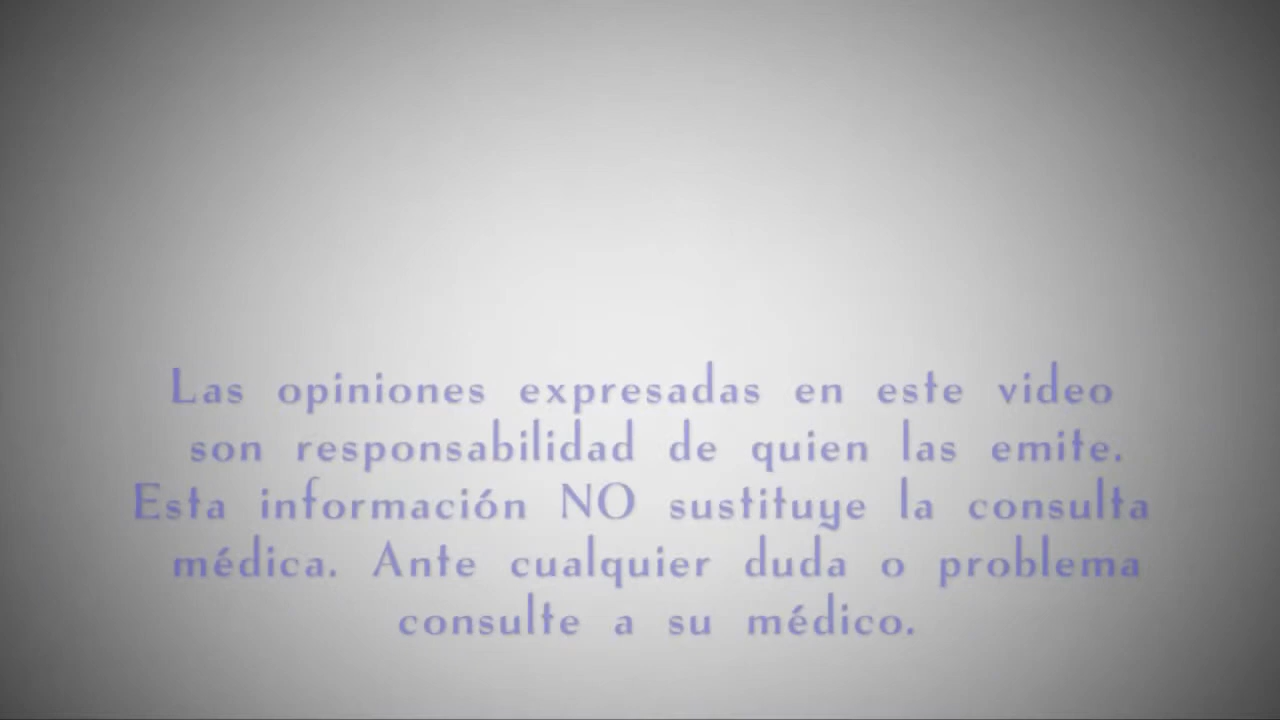 Las opiniones expresadas en este video
son responsabilidad de quien las emite.
Esta información NO sustituye la consulta
médica. Ante cualquier duda o problema
consulte a su médico.